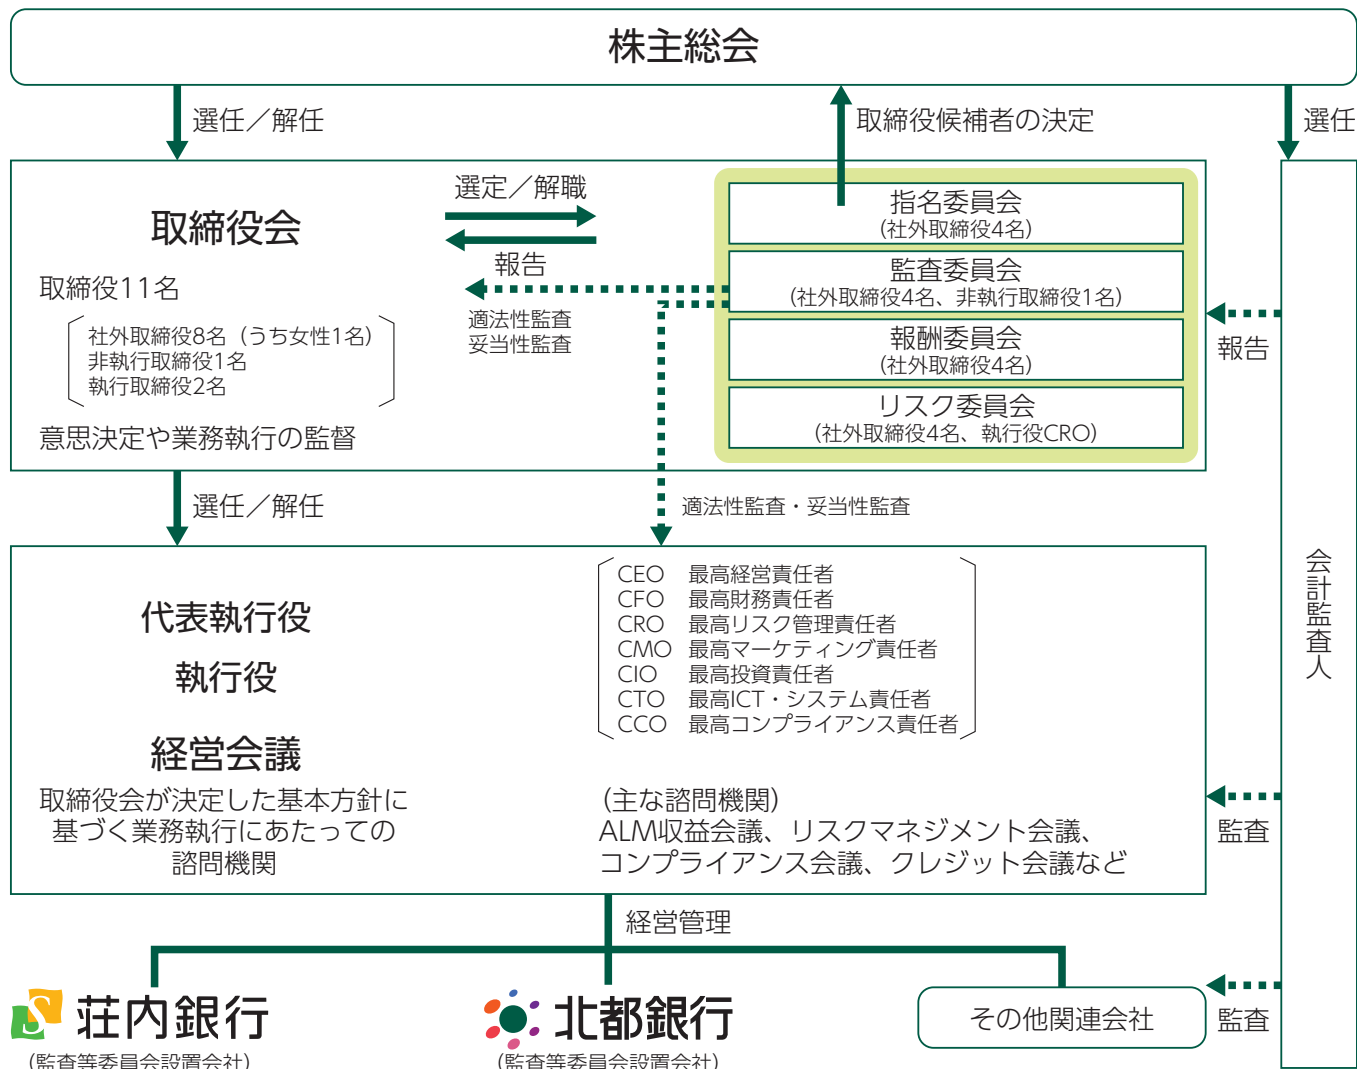 株主総会
選任／解任
取締役候補者の決定
選任
取締役会
取締役11名
社外取締役8名（うち女性1名）
非執行取締役1名
執行取締役2名
意思決定や業務執行の監督
選定／解職
報告
適法性監査
妥当性監査
指名委員会
(社外取締役4名)
監査委員会
(社外取締役4名、非執行取締役1名)
報酬委員会
(社外取締役4名)
リスク委員会
(社外取締役4名、執行役CRO)
報告
選任／解任
適法性監査・妥当性監査
代表執行役
執行役
経営会議
取締役会が決定した基本方針に
基づく業務執行にあたっての
諮問機関
CEO 最高経営責任者
CFO 最高財務責任者
CRO 最高リスク管理責任者
CMO 最高マーケティング責任者
CIO 最高投資責任者
CTO 最高ICT・システム責任者
CCO 最高コンプライアンス責任者
(主な諮問機関)
ALM収益会議、リスクマネジメント会議、
コンプライアンス会議、クレジット会議など
会計監査人
監査
経営管理
S 荘内銀行
(監査等委員会設置会社)
北都銀行
(監査等委員会設置会社)
その他関連会社
監査